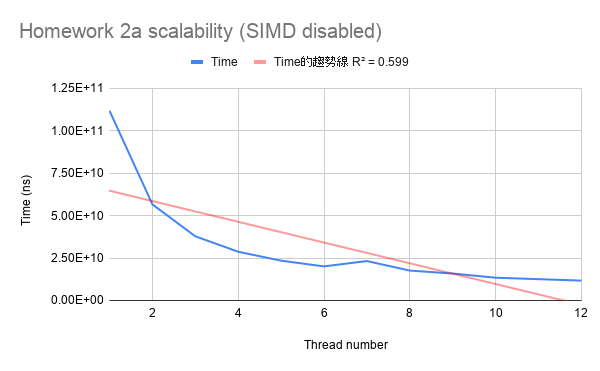 Homework 2a scalability (SIMD disabled)
Time Time的趨勢線 R² = 0.599
1.25E+11
1.00E+11
7.50E+10
5.00E+10
2.50E+10
0.00E+00
Time (ns)
2 4 6 8 10 12
Thread number